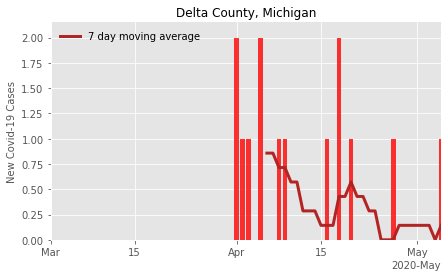 Delta County, Michigan
7 day moving average
New Covid-19 Cases
2.00
1.75
1.50
1.25
1.00
0.75
0.50
0.25
0.00
Mar 15 Apr 15 May
2020-May